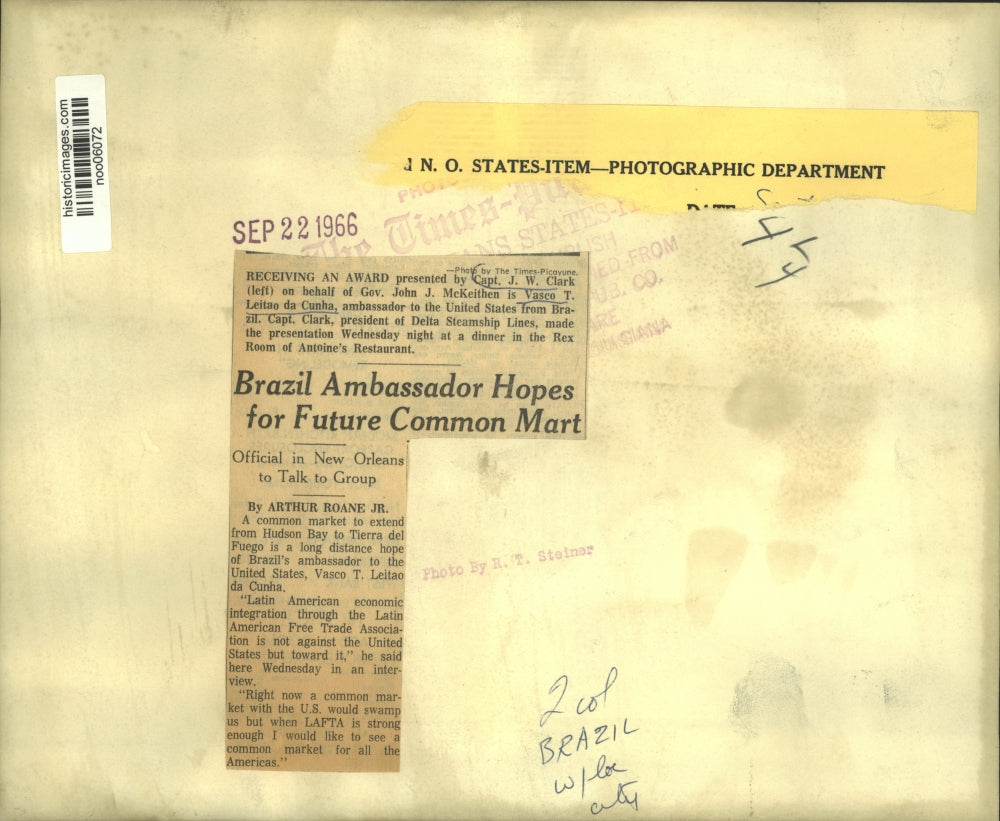 historicimages.com
noo06072
N. O. STATES-ITEM—PHOTOGRAPHIC DEPARTMENT
DATE
SEP 22 1966
The Times-
STATES-
FROM
PUB. CO.
—Photo by The Times-Picayune.
RECEIVING AN AWARD presented by Capt. J. W. Clark
(left) on behalf of Gov. John J. McKeithen is Vasco T.
Leitao da Cunha, ambassador to the United States from Bra-
zil. Capt. Clark, president of Delta Steamship Lines, made
the presentation Wednesday night at a dinner in the Rex
Room of Antoine's Restaurant.
Brazil Ambassador Hopes
for Future Common Mart
Official in New Orleans
to Talk to Group
By ARTHUR ROANE JR.
A common market to extend
from Hudson Bay to Tierra del
Fuego is a long distance hope
of Brazil's ambassador to the
United States, Vasco T. Leitao
da Cunha.
"Latin American economic
integration through the Latin
American Free Trade Associa-
tion is not against the United
States but toward it," he said
here Wednesday in an inter-
view.
"Right now a common mar-
ket with the U.S. would swamp
us but when LAFTA is strong
enough I would like to see a
common market for all the
Americas."
Photo By R. T. Steiner
2 col
BRAZIL